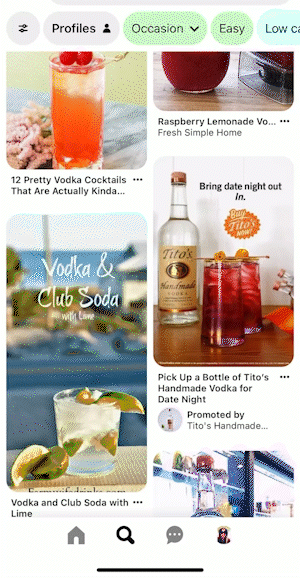 Profiles
Occasion
Easy
Low ca
12 Pretty Vodka Cocktails
That Are Actually Kinda...
Vodka &
Club Soda
with Lime
Farmwifedrinks.com
Vodka and Club Soda with
Lime
Raspberry Lemonade Vo...
Fresh Simple Home
Bring date night out
in.
Buy
Tito's
NOW!
Tito's
Handmade
VODKA
Pick Up a Bottle of Tito's
Handmade Vodka for
Date Night
Promoted by
Tito's Handmade...